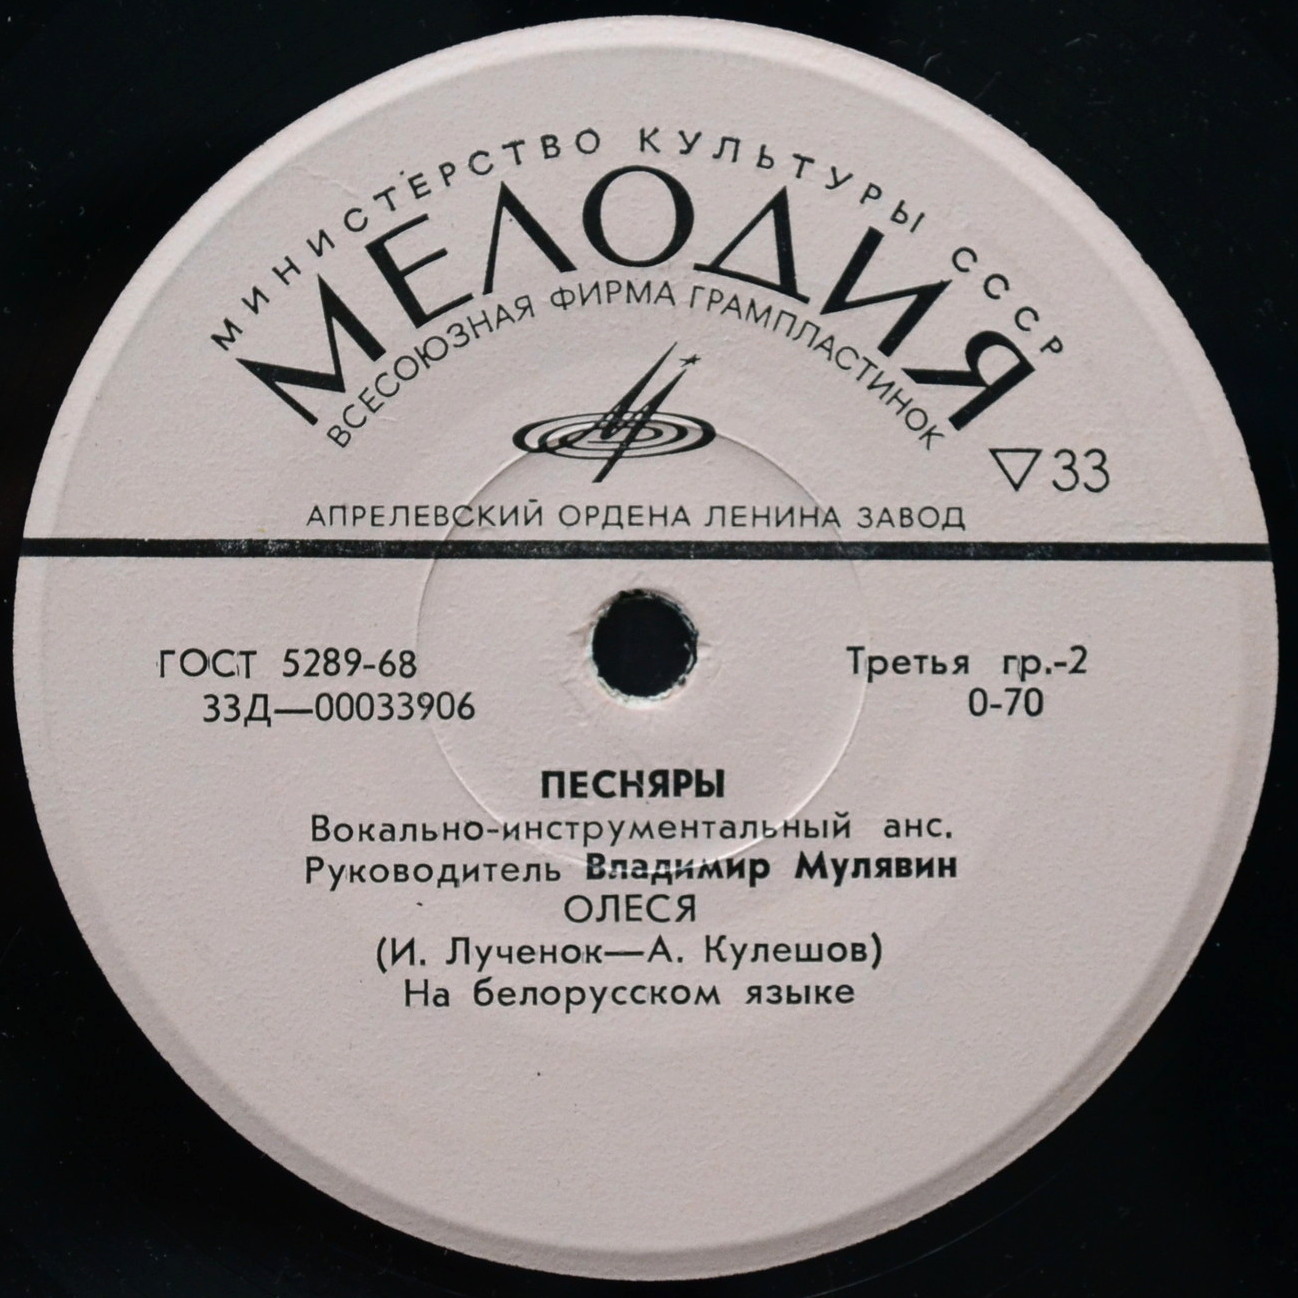 МИНИСТЕРСТВО КУЛЬТУРЫ СССР
МЕЛОДИЯ
ВСЕСОЮЗНАЯ ФИРМА ГРАМПЛАСТИНОК
▽33
АПРЕЛЕВСКИЙ ОРДЕНА ЛЕНИНА ЗАВОД
ГОСТ 5289-68
33Д—00033906
Третья гр.-2
0-70
ПЕСНЯРЫ
Вокально-инструментальный анс.
Руководитель Владимир Мулявин
ОЛЕСЯ
(И. Лученок—А. Кулешов)
На белорусском языке